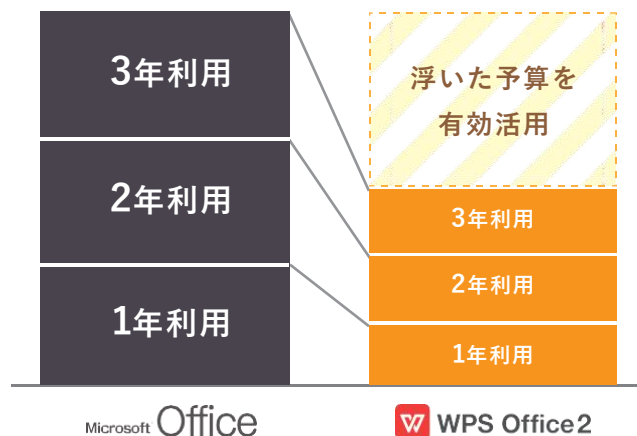 3年利用
2年利用
1年利用
浮いた予算を
有効活用
3年利用
2年利用
1年利用
Microsoft Office
WPS Office2